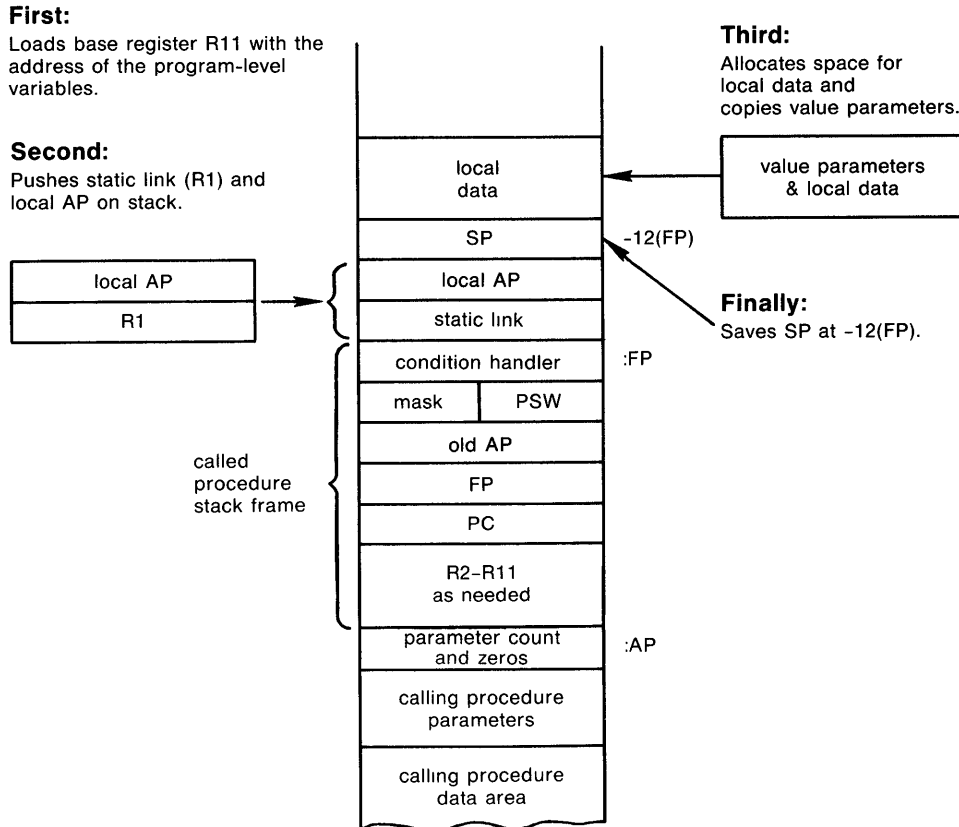 First:
Loads base register R11 with the
address of the program-level
variables.
Second:
Pushes static link (R1) and
local AP on stack.
local AP
R1
called
procedure
stack frame
local
data
SP
local AP
static link
condition handler
mask
PSW
old AP
FP
PC
R2-R11
as needed
parameter count
and zeros
calling procedure
parameters
calling procedure
data area
-12(FP)
:FP
:AP
Third:
Allocates space for
local data and
copies value parameters.
value parameters
& local data
Finally:
Saves SP at -12(FP).